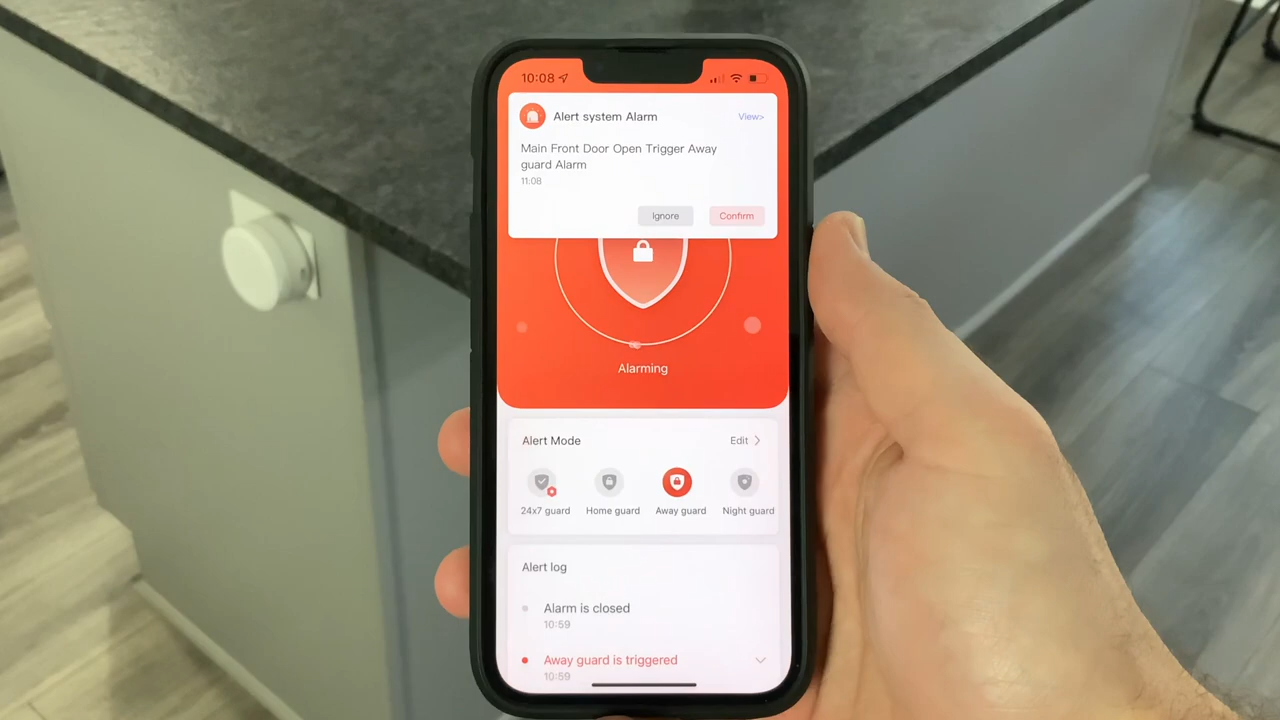 10:08
Alert system Alarm
View>
Main Front Door Open Trigger Away
guard Alarm
11:08
Ignore
Confirm
Alarming
Alert Mode
Edit >
24x7 guard
Home guard
Away guard
Night guard
Alert log
Alarm is closed
10:59
Away guard is triggered
10:59